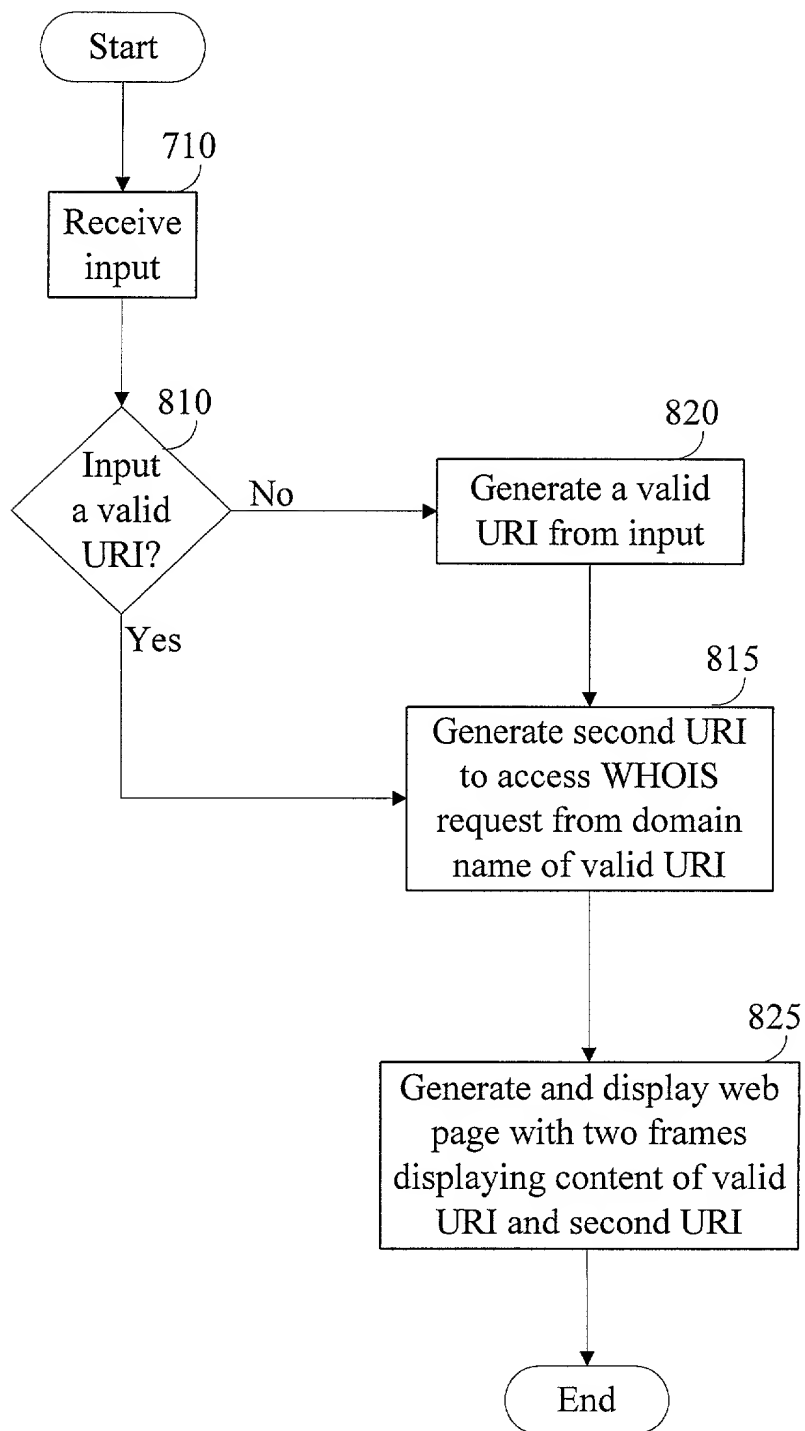 Start
710
Receive
input
810
Input
a valid
URI?
No
Yes
820
Generate a valid
URI from input
815
Generate second URI
to access WHOIS
request from domain
name of valid URI
825
Generate and display web
page with two frames
displaying content of valid
URI and second URI
End